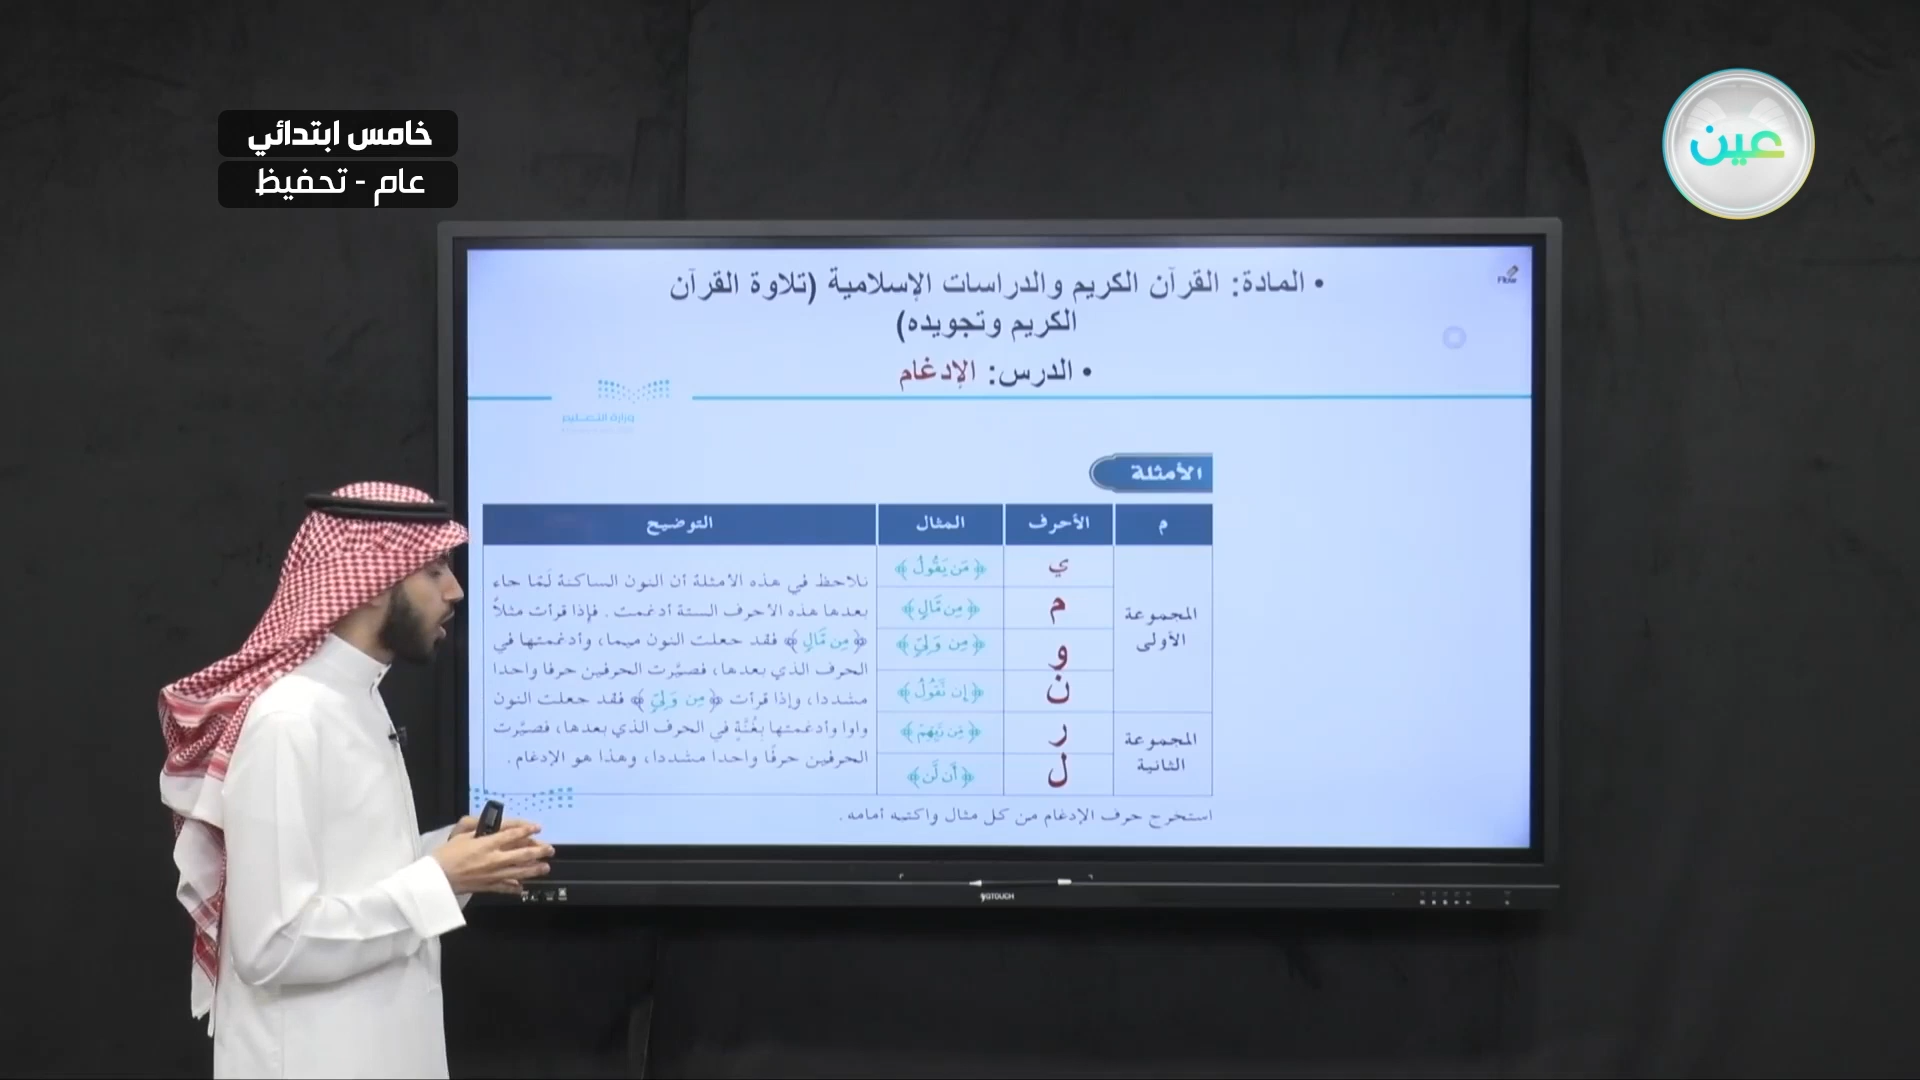 خامس ابتدائي
عام - تحفيظ
عين
• المادة: القرآن الكريم والدراسات الإسلامية (تلاوة القرآن
الكريم وتجويده)
• الدرس: الإدغام
وزارة التعليم
الأمثلة
م الأحرف المثال التوضيح
المجموعة الأولى
ي ﴿مَن يَقُولُ﴾
م ﴿مِن مَّالٍ﴾
و ﴿مِن وَلِيٍّ﴾
ن ﴿إِن نَّقُولُ﴾
المجموعة الثانية
ر ﴿مِّن رَّبِّهِمْ﴾
ل ﴿أَن لَّن﴾
نلاحظ في هذه الأمثلة أن النون الساكنة لَمّا جاء
بعدها هذه الأحرف الستة أدغمت . فإذا قرأت مثلاً
﴿مِن مَّالٍ﴾ فقد جعلت النون ميما، وأدغمتها في
الحرف الذي بعدها، فصيَّرت الحرفين حرفا واحدا
مشددا، وإذا قرأت ﴿مِن وَلِيٍّ﴾ فقد جعلت النون
واوا وأدغمتها بِغُنَّةٍ في الحرف الذي بعدها، فصيَّرت
الحرفين حرفًا واحدا مشددا، وهذا هو الإدغام .
استخرج حرف الإدغام من كل مثال واكتبه أمامه .
IQTOUCH